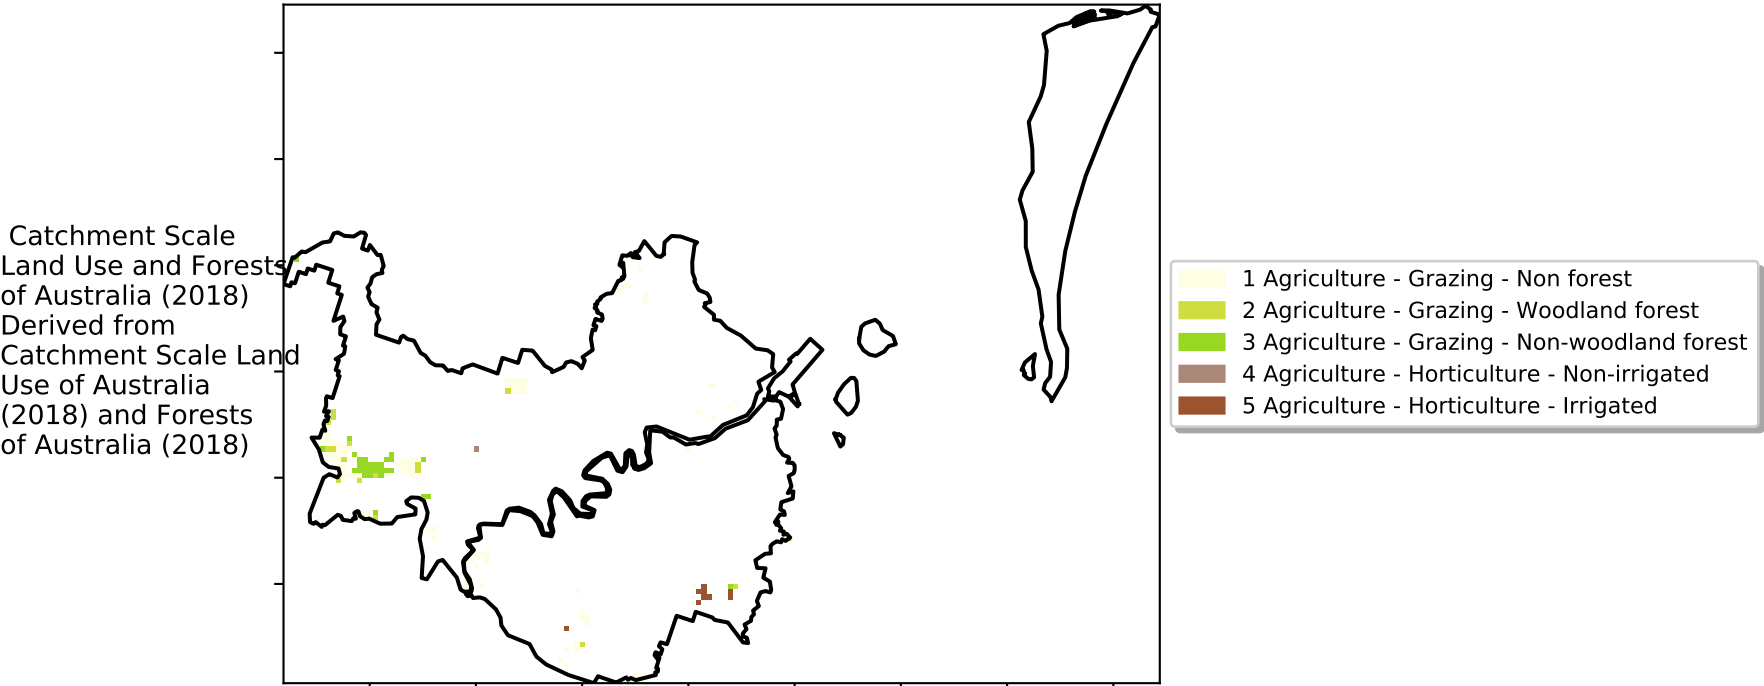 Catchment Scale
Land Use and Forests
of Australia (2018)
Derived from
Catchment Scale Land
Use of Australia
(2018) and Forests
of Australia (2018)
1 Agriculture - Grazing - Non forest
2 Agriculture - Grazing - Woodland forest
3 Agriculture - Grazing - Non-woodland forest
4 Agriculture - Horticulture - Non-irrigated
5 Agriculture - Horticulture - Irrigated